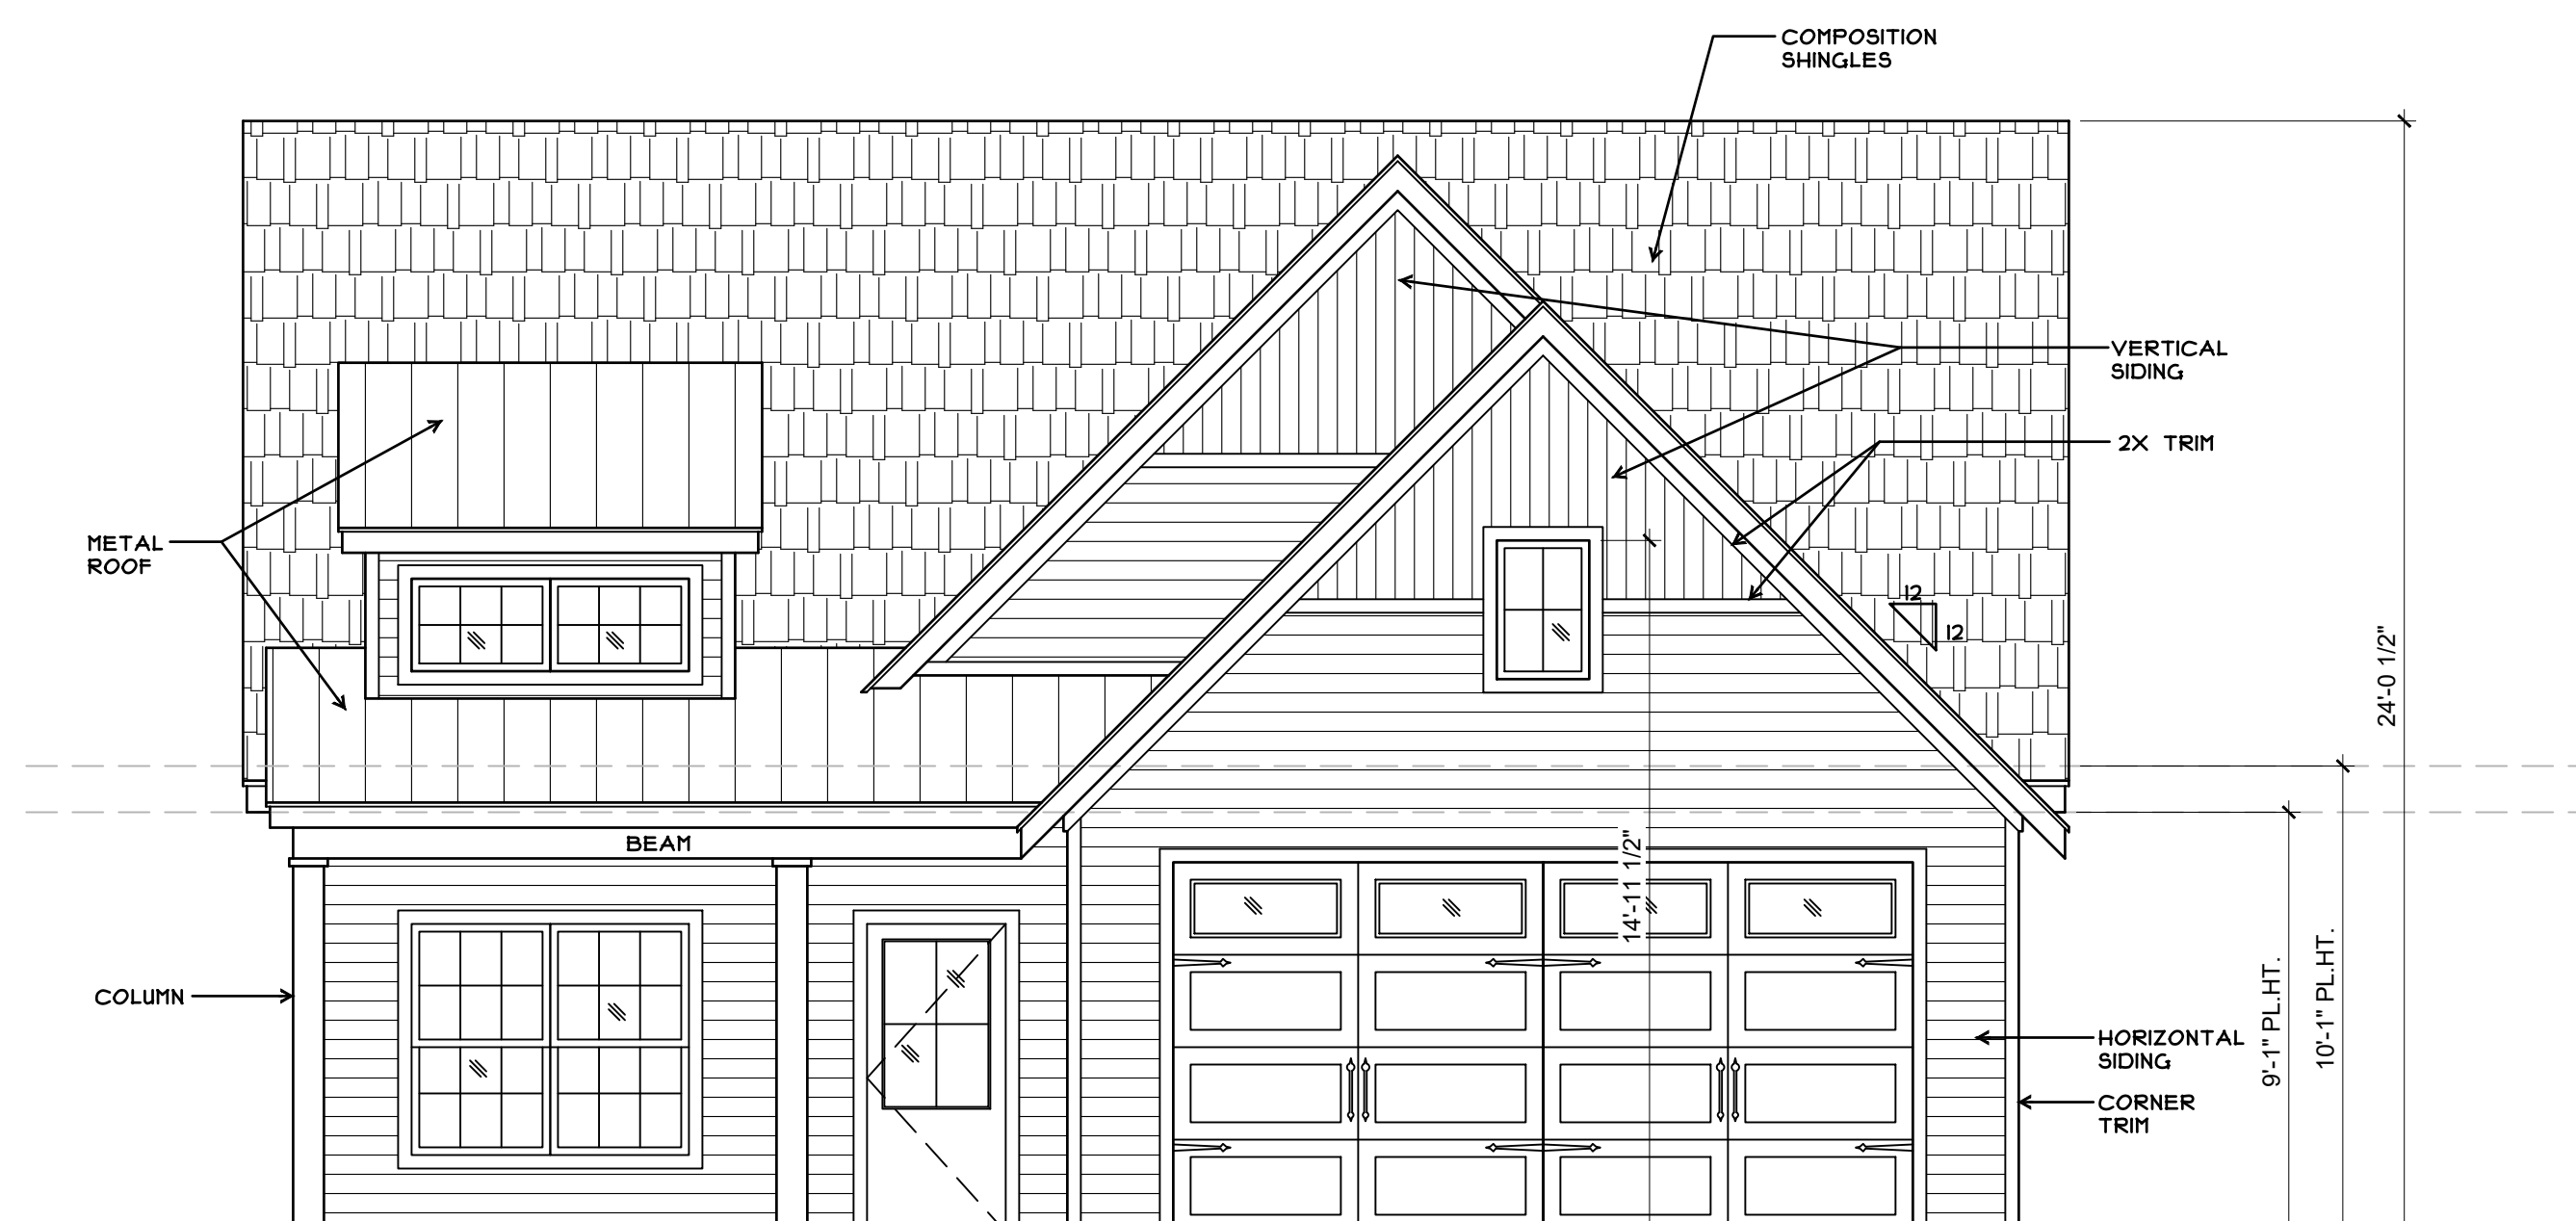 COMPOSITION
SHINGLES
VERTICAL
SIDING
2X TRIM
METAL
ROOF
12
12
24'-0 1/2"
BEAM
14'-11 1/2"
9'-1" PL.HT.
10'-1" PL.HT.
COLUMN
HORIZONTAL
SIDING
CORNER
TRIM